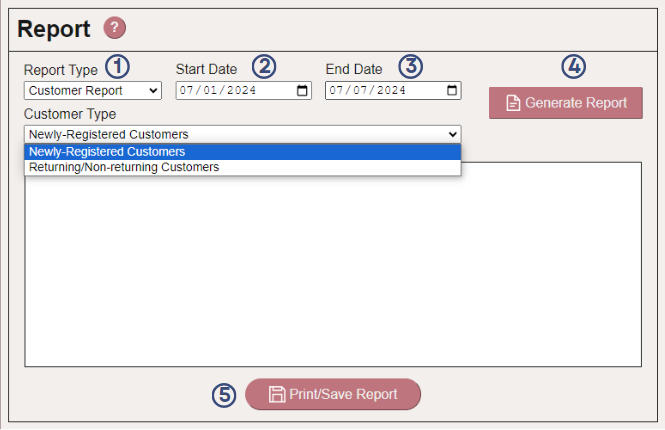 Report ?
Report Type ① Start Date ② End Date ③ ④
Customer Report 07/01/2024 07/07/2024 Generate Report
Customer Type
Newly-Registered Customers
Newly-Registered Customers
Returning/Non-returning Customers
⑤ Print/Save Report